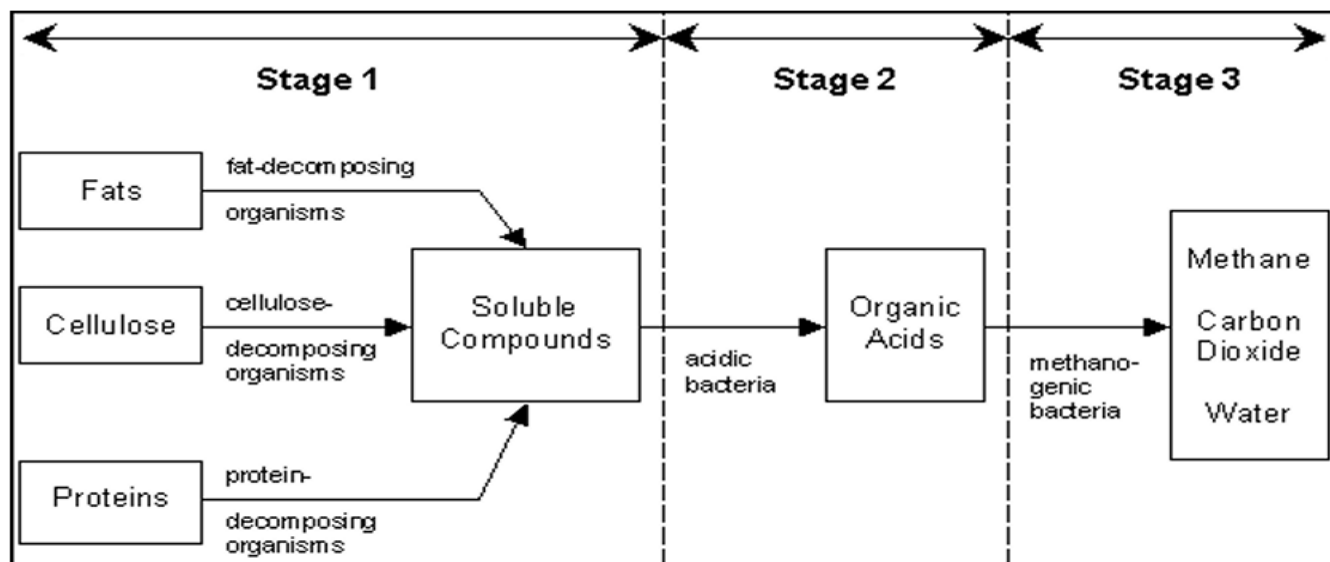 Stage 1
Stage 2
Stage 3
Fats
fat-decomposing
organisms
Cellulose
cellulose-
decomposing
organisms
Proteins
protein-
decomposing
organisms
Soluble
Compounds
acidic
bacteria
Organic
Acids
methano-
genic
bacteria
Methane
Carbon
Dioxide
Water